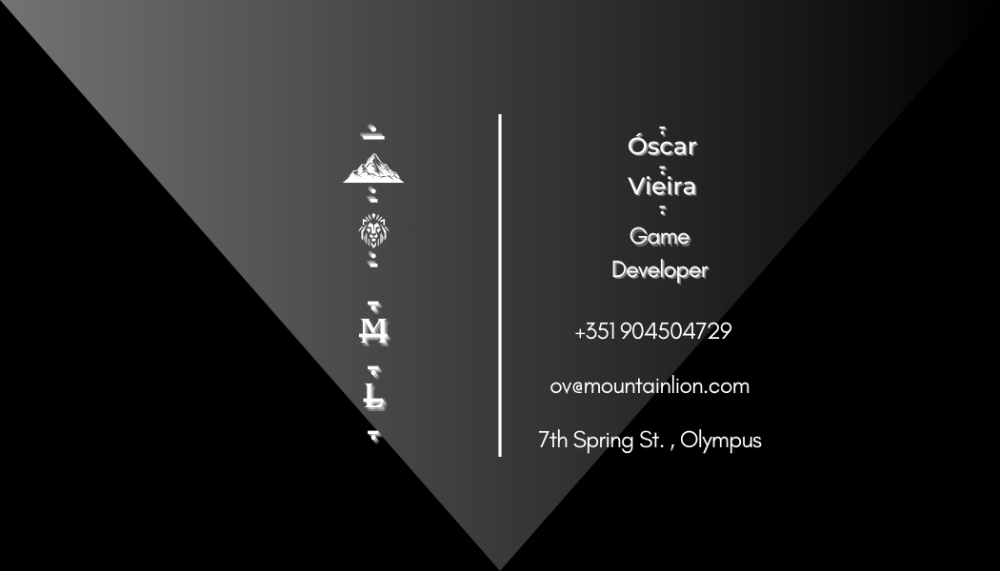 M
L
Óscar
Vieira
Game
Developer
+351 904504729
ov@mountainlion.com
7th Spring St. , Olympus